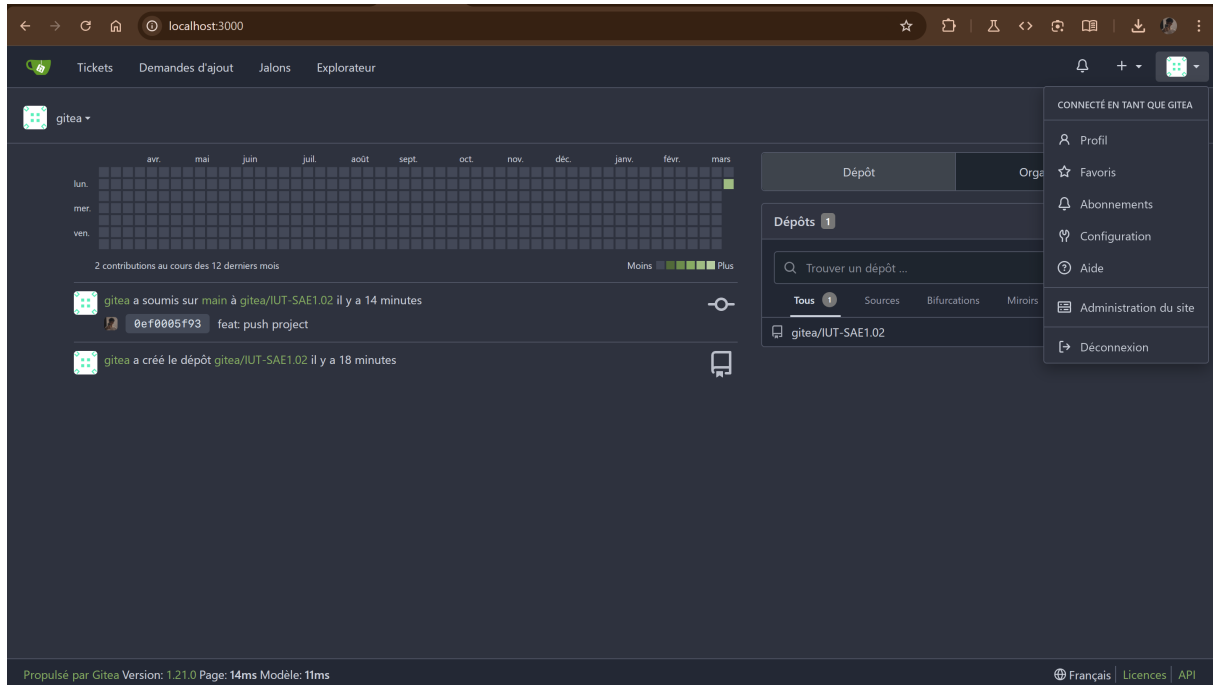 localhost:3000
Tickets Demandes d'ajout Jalons Explorateur
gitea
CONNECTÉ EN TANT QUE GITEA
Profil
Favoris
Abonnements
Configuration
Aide
Administration du site
Déconnexion
avr. mai juin juil. août sept. oct. nov. déc. janv. févr. mars
lun.
mer.
ven.
2 contributions au cours des 12 derniers mois Moins Plus
gitea a soumis sur main à gitea/IUT-SAE1.02 il y a 14 minutes
0ef0005f93 feat: push project
gitea a créé le dépôt gitea/IUT-SAE1.02 il y a 18 minutes
Dépôt Orga
Dépôts 1
Trouver un dépôt ...
Tous 1 Sources Bifurcations Miroirs
gitea/IUT-SAE1.02
Propulsé par Gitea Version: 1.21.0 Page: 14ms Modèle: 11ms Français Licences API